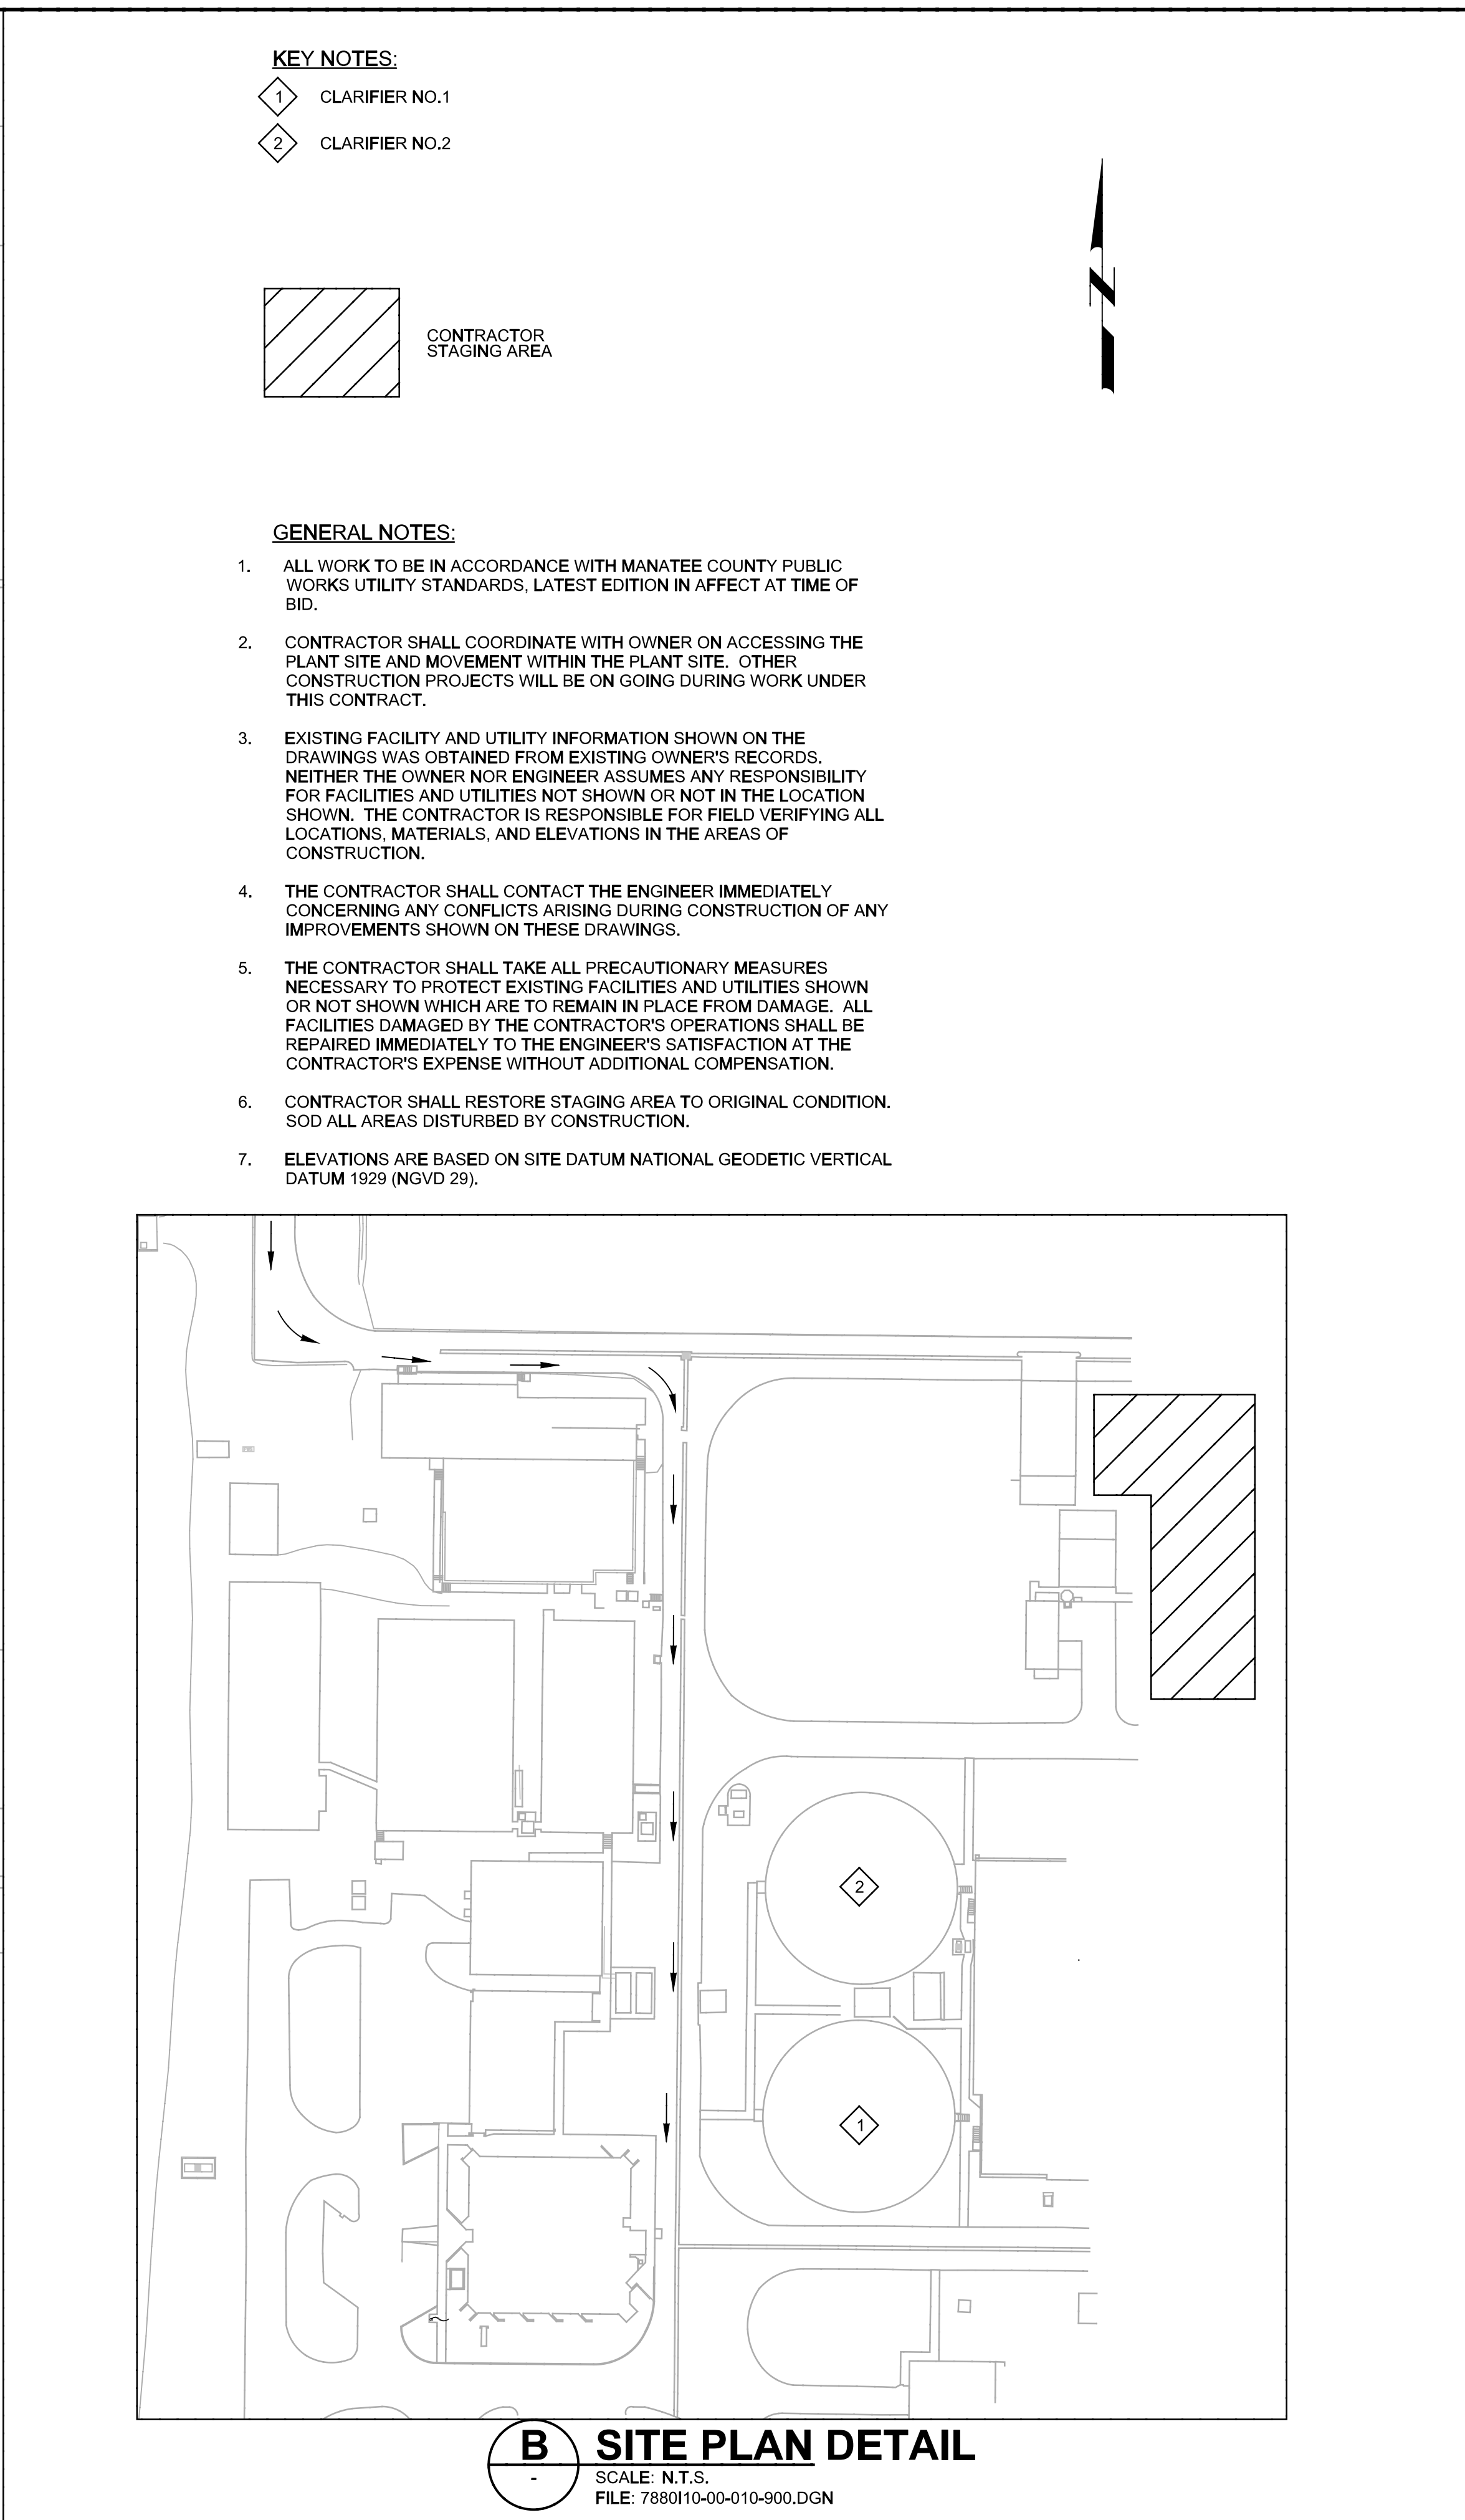 KEY NOTES:
1 CLARIFIER NO.1
2 CLARIFIER NO.2
N
CONTRACTOR
STAGING AREA
GENERAL NOTES:
1. ALL WORK TO BE IN ACCORDANCE WITH MANATEE COUNTY PUBLIC
WORKS UTILITY STANDARDS, LATEST EDITION IN AFFECT AT TIME OF
BID.
2. CONTRACTOR SHALL COORDINATE WITH OWNER ON ACCESSING THE
PLANT SITE AND MOVEMENT WITHIN THE PLANT SITE. OTHER
CONSTRUCTION PROJECTS WILL BE ON GOING DURING WORK UNDER
THIS CONTRACT.
3. EXISTING FACILITY AND UTILITY INFORMATION SHOWN ON THE
DRAWINGS WAS OBTAINED FROM EXISTING OWNER'S RECORDS.
NEITHER THE OWNER NOR ENGINEER ASSUMES ANY RESPONSIBILITY
FOR FACILITIES AND UTILITIES NOT SHOWN OR NOT IN THE LOCATION
SHOWN. THE CONTRACTOR IS RESPONSIBLE FOR FIELD VERIFYING ALL
LOCATIONS, MATERIALS, AND ELEVATIONS IN THE AREAS OF
CONSTRUCTION.
4. THE CONTRACTOR SHALL CONTACT THE ENGINEER IMMEDIATELY
CONCERNING ANY CONFLICTS ARISING DURING CONSTRUCTION OF ANY
IMPROVEMENTS SHOWN ON THESE DRAWINGS.
5. THE CONTRACTOR SHALL TAKE ALL PRECAUTIONARY MEASURES
NECESSARY TO PROTECT EXISTING FACILITIES AND UTILITIES SHOWN
OR NOT SHOWN WHICH ARE TO REMAIN IN PLACE FROM DAMAGE. ALL
FACILITIES DAMAGED BY THE CONTRACTOR'S OPERATIONS SHALL BE
REPAIRED IMMEDIATELY TO THE ENGINEER'S SATISFACTION AT THE
CONTRACTOR'S EXPENSE WITHOUT ADDITIONAL COMPENSATION.
6. CONTRACTOR SHALL RESTORE STAGING AREA TO ORIGINAL CONDITION.
SOD ALL AREAS DISTURBED BY CONSTRUCTION.
7. ELEVATIONS ARE BASED ON SITE DATUM NATIONAL GEODETIC VERTICAL
DATUM 1929 (NGVD 29).
2
1
B
-
SITE PLAN DETAIL
SCALE: N.T.S.
FILE: 7880I10-00-010-900.DGN